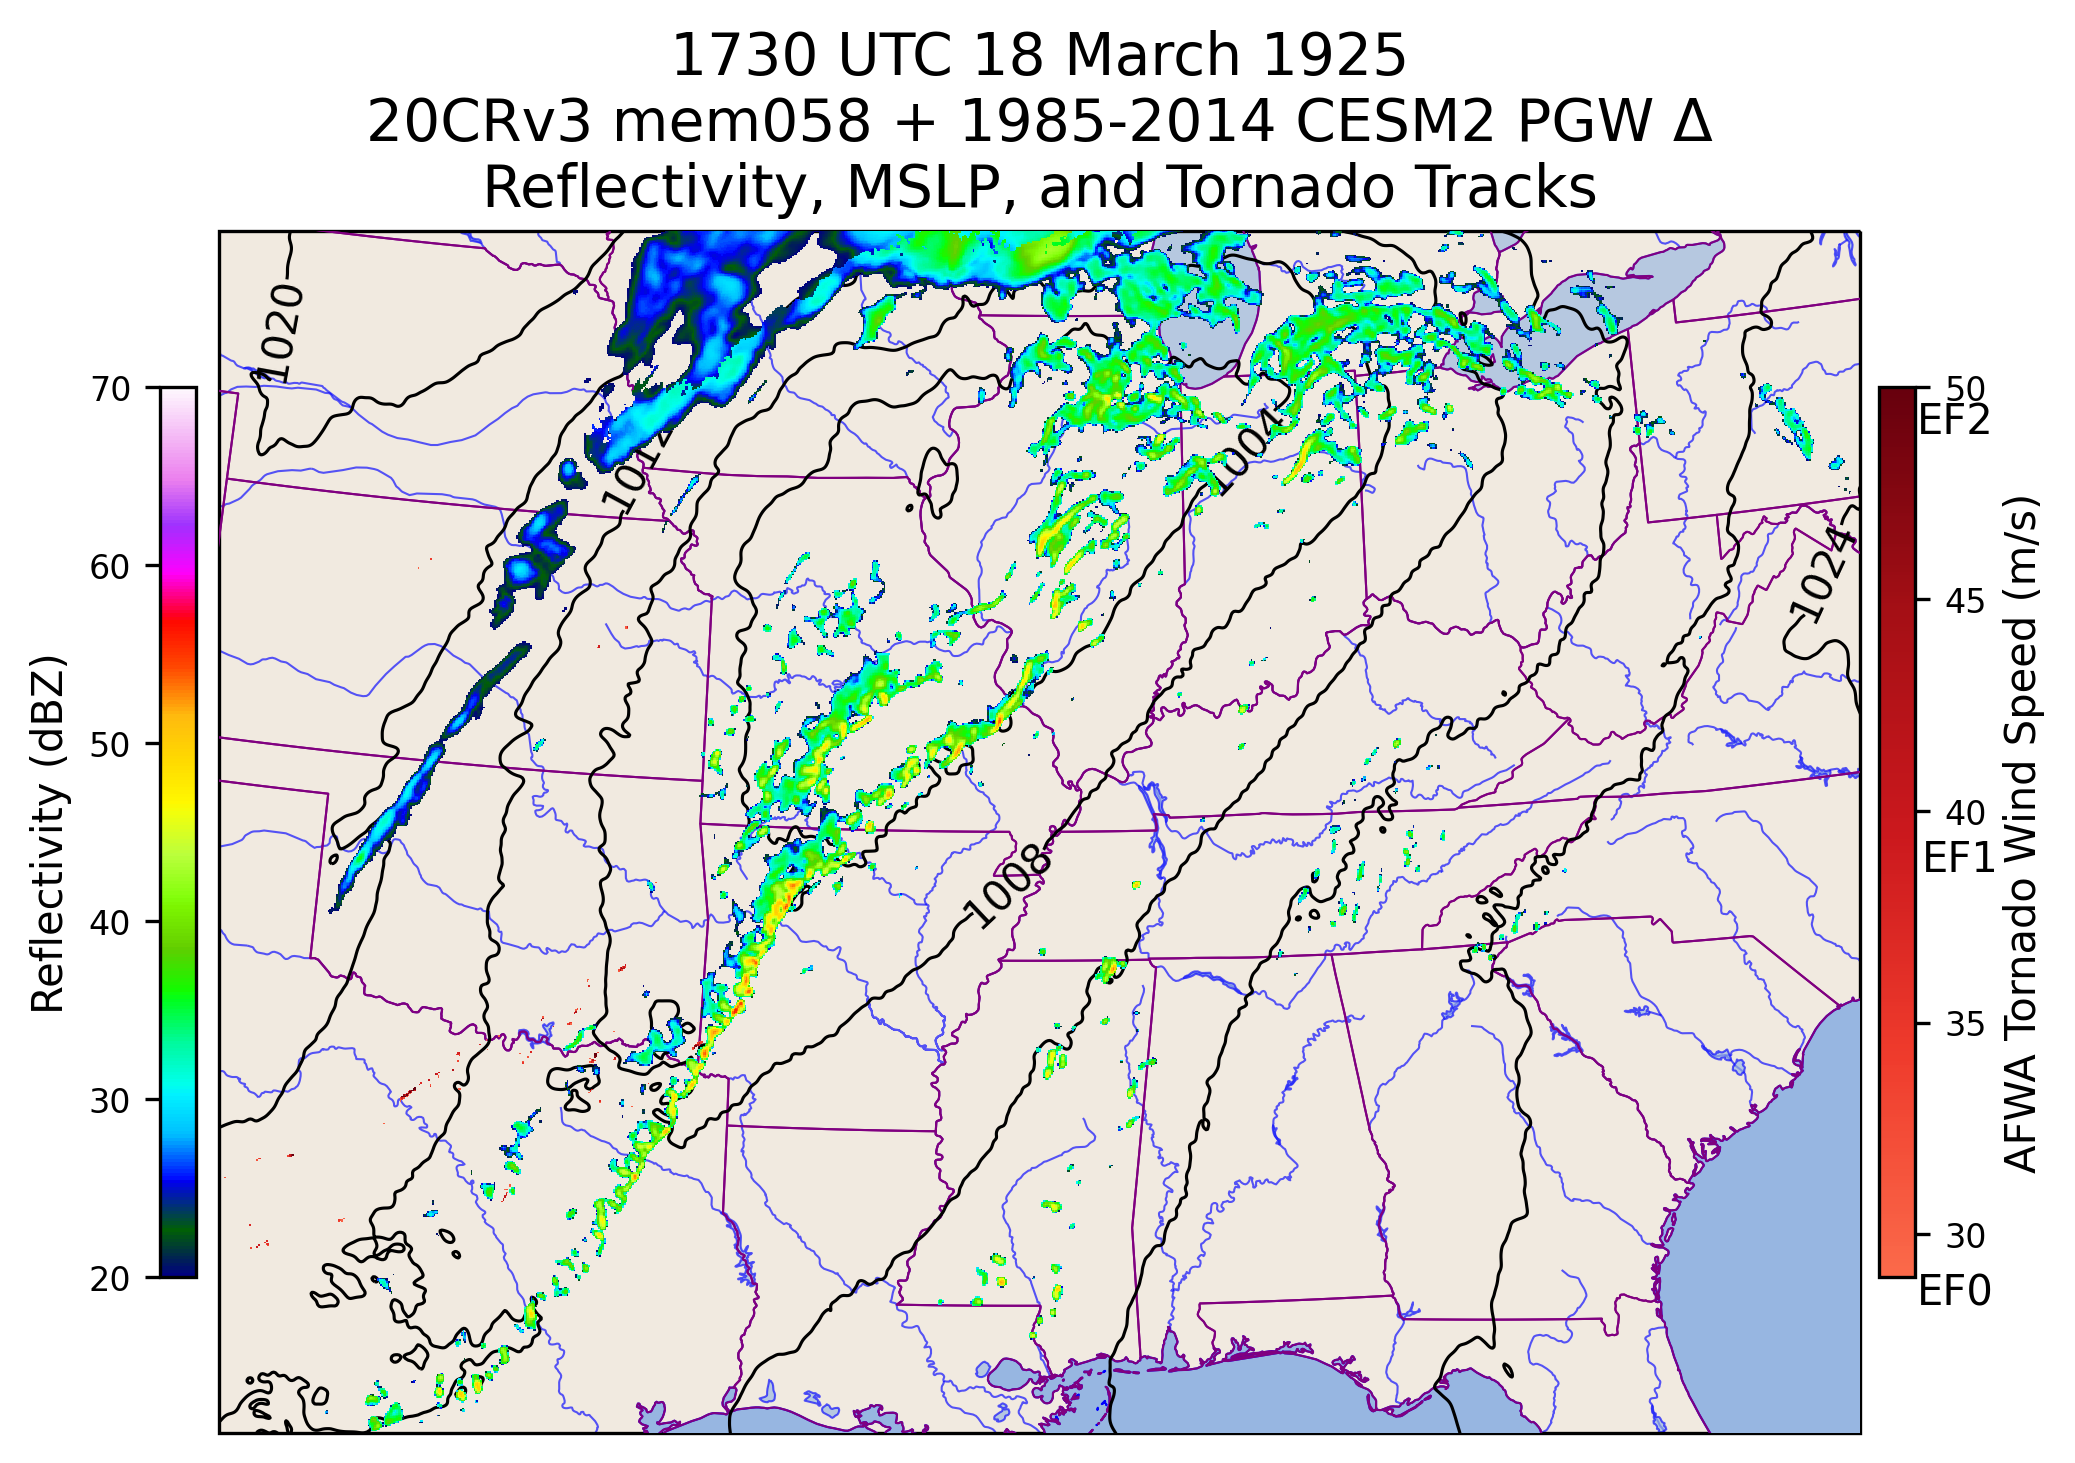 1730 UTC 18 March 1925
20CRv3 mem058 + 1985-2014 CESM2 PGW Δ
Reflectivity, MSLP, and Tornado Tracks
1020
1012
1004
1024
1008
70
60
50
40
30
20
Reflectivity (dBZ)
50
EF2
45
40
EF1
35
30
EF0
AFWA Tornado Wind Speed (m/s)